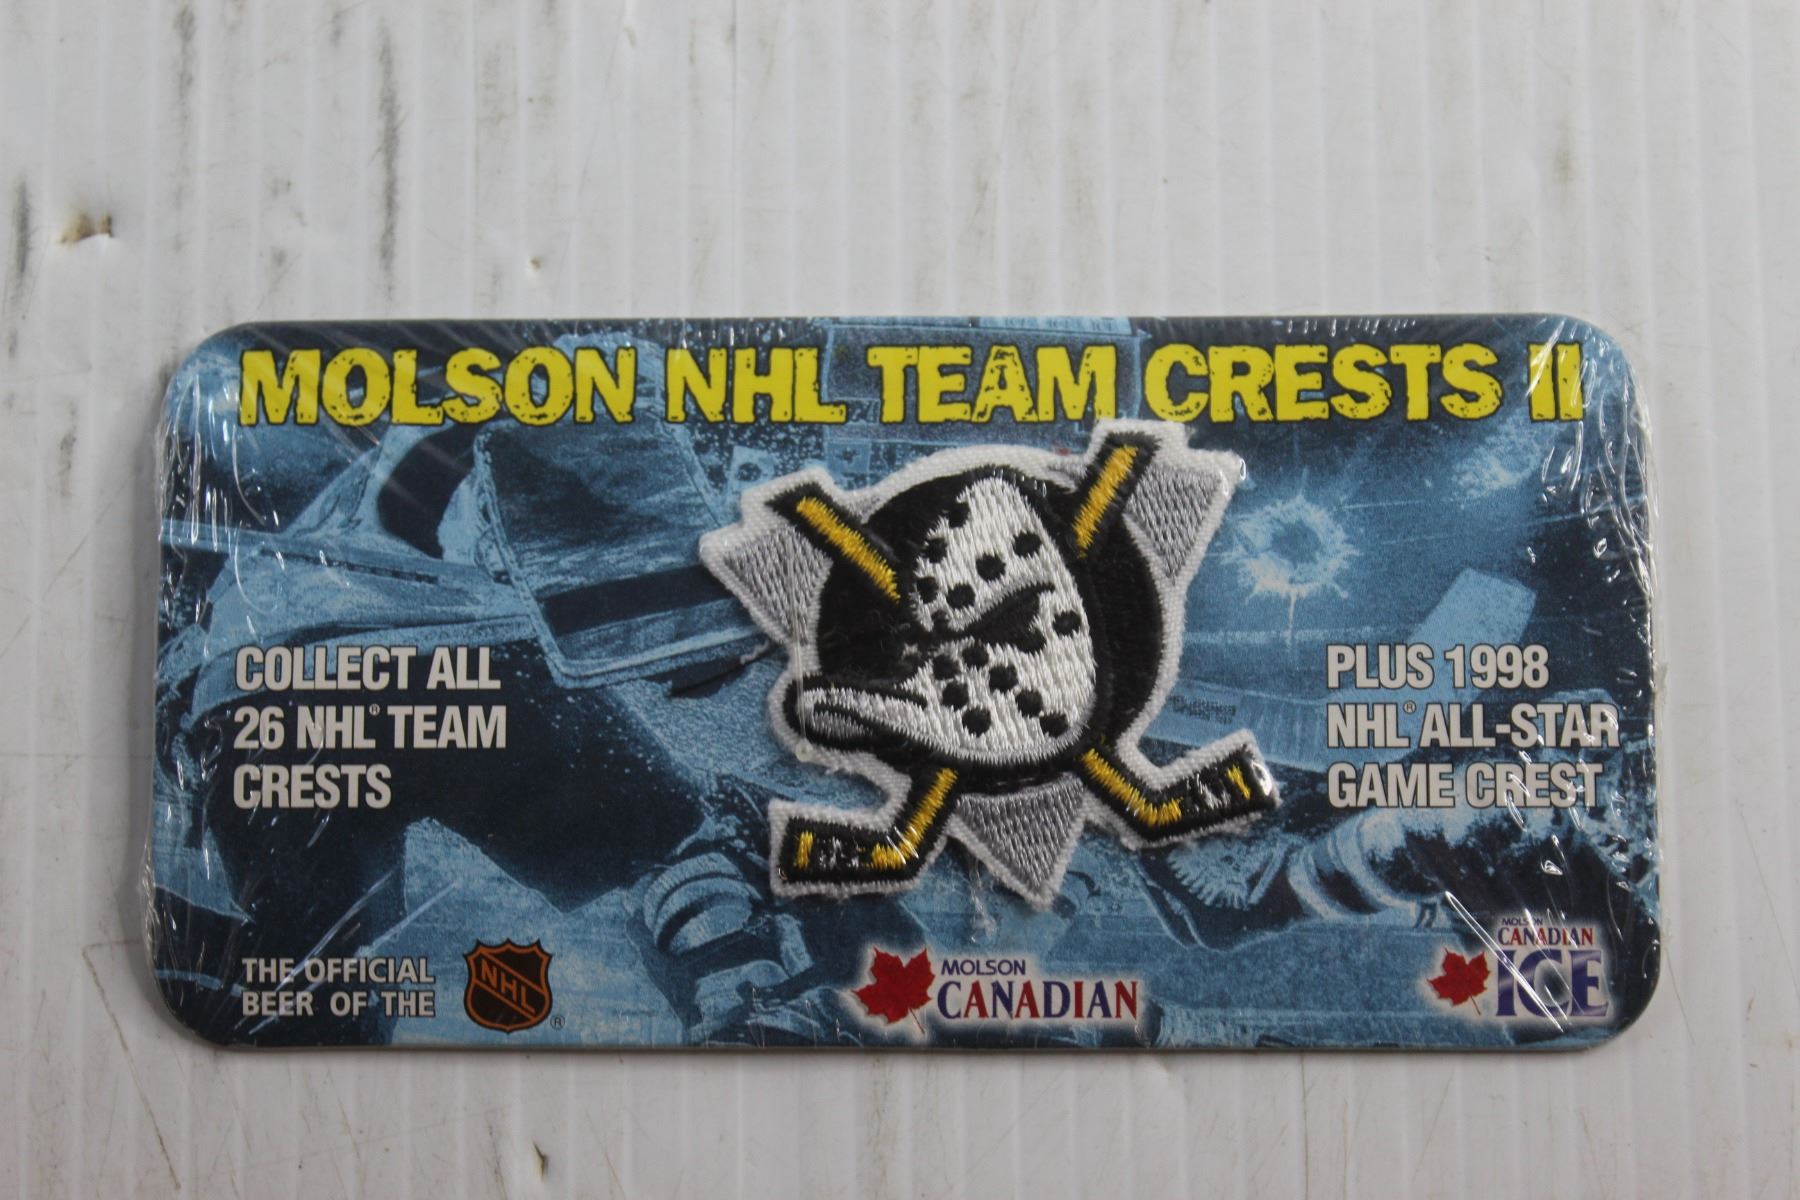 MOLSON NHL TEAM CRESTS II
COLLECT ALL
26 NHL® TEAM
CRESTS
PLUS 1998
NHL® ALL-STAR
GAME CREST
THE OFFICIAL
BEER OF THE
NHL ®
MOLSON
CANADIAN
MOLSON
CANADIAN
ICE